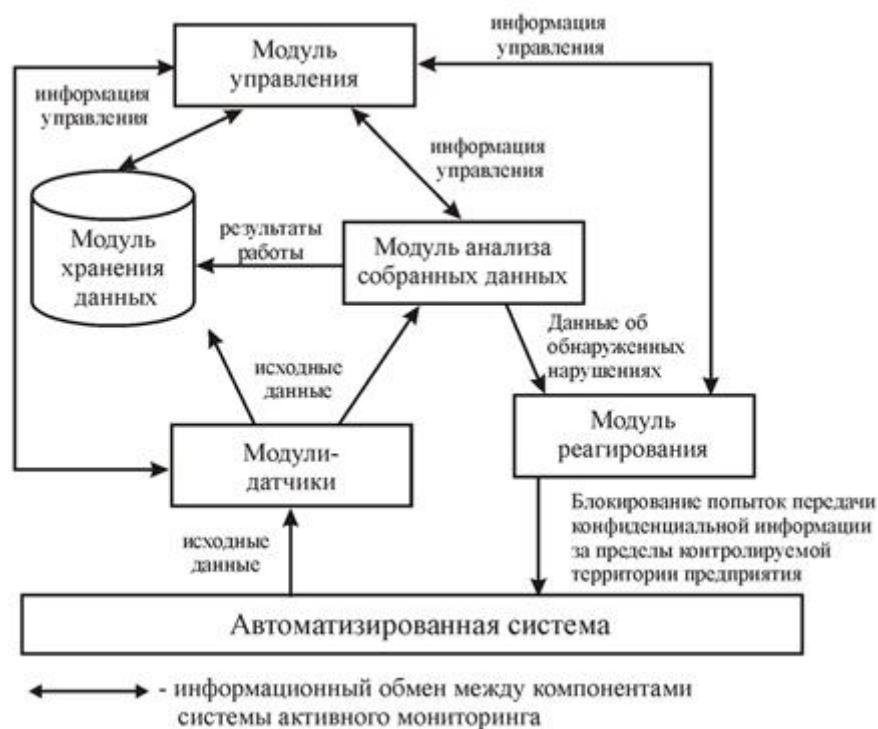 Модуль
управления
информация
управления
информация
управления
информация
управления
Модуль
хранения
данных
результаты
работы
Модуль анализа
собранных данных
Данные об
обнаруженных
нарушениях
исходные
данные
Модули-
датчики
Модуль
реагирования
исходные
данные
Блокирование попыток передачи
конфиденциальной информации
за пределы контролируемой
территории предприятия
Автоматизированная система
- информационный обмен между компонентами
системы активного мониторинга